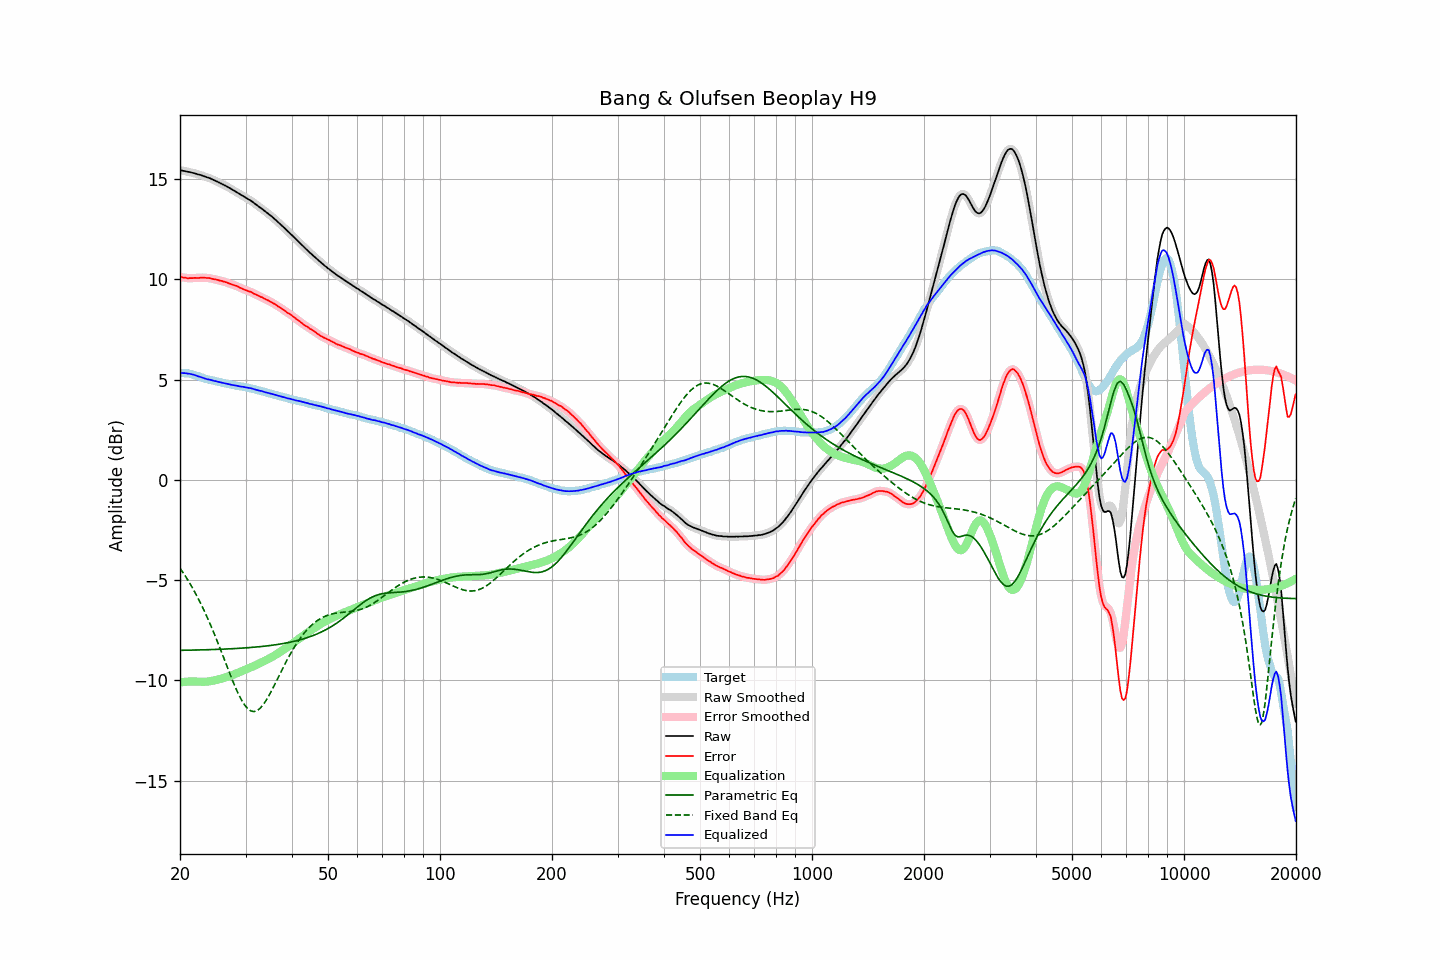 Bang & Olufsen Beoplay H9
Amplitude (dBr)
15
10
5
0
−5
−10
−15
Target
Raw Smoothed
Error Smoothed
Raw
Error
Equalization
Parametric Eq
Fixed Band Eq
Equalized
20 50 100 200 500 1000 2000 5000 10000 20000
Frequency (Hz)